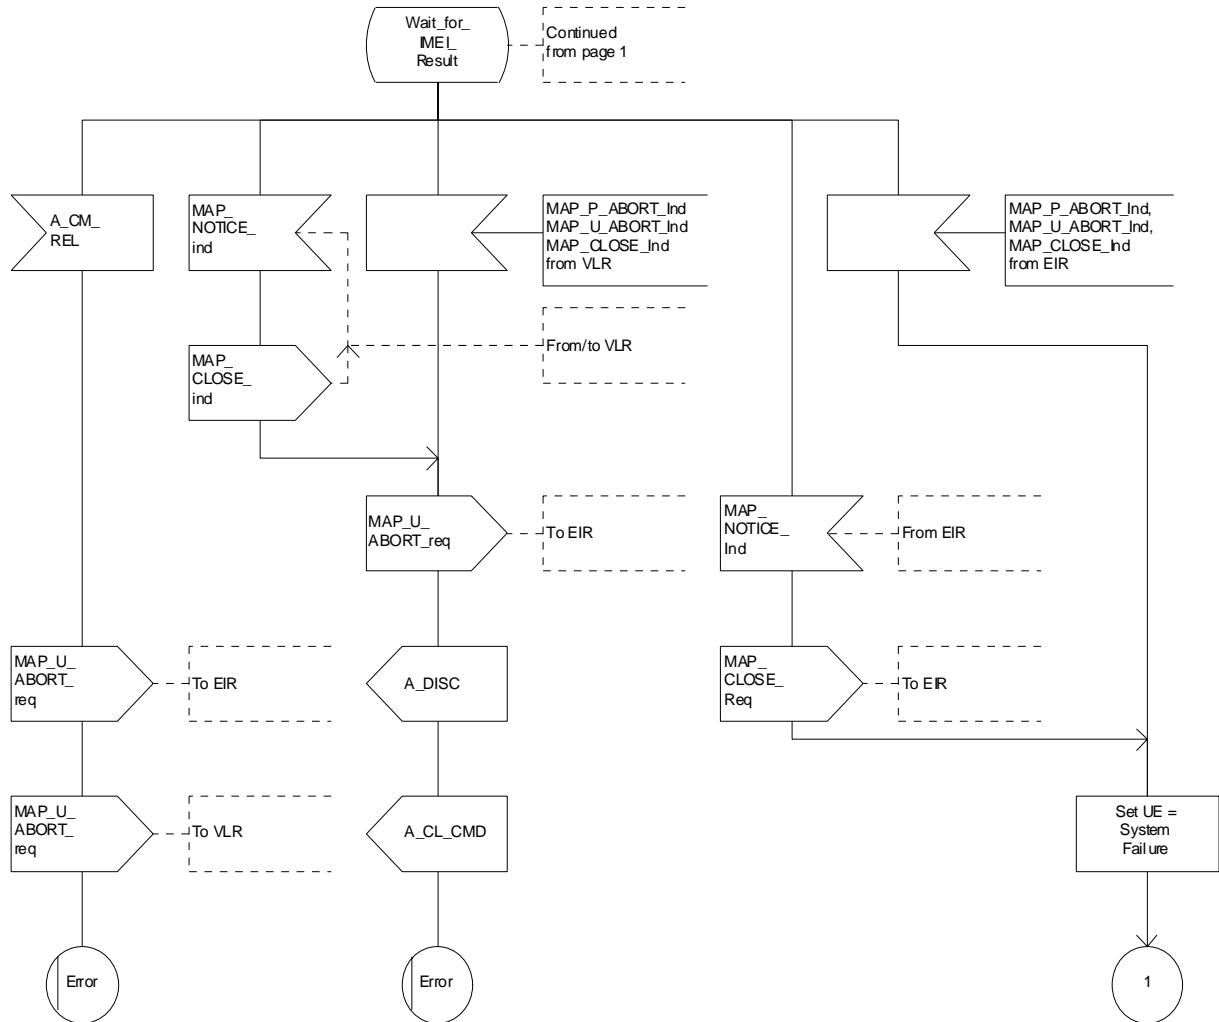 Wait_for_
IMEI_
Result
Continued
from page 1
A_CM_
REL
MAP_
NOTICE_
ind
MAP_P_ABORT_Ind
MAP_U_ABORT_Ind
MAP_CLOSE_Ind
from VLR
MAP_P_ABORT_Ind,
MAP_U_ABORT_Ind,
MAP_CLOSE_Ind
from EIR
MAP_
CLOSE_
ind
From/to VLR
MAP_U_
ABORT_req
To EIR
MAP_
NOTICE_
Ind
From EIR
MAP_U_
ABORT_
req
To EIR
A_DISC
MAP_
CLOSE_
Req
To EIR
MAP_U_
ABORT_
req
To VLR
A_CL_CMD
Set UE =
System
Failure
Error
Error
1